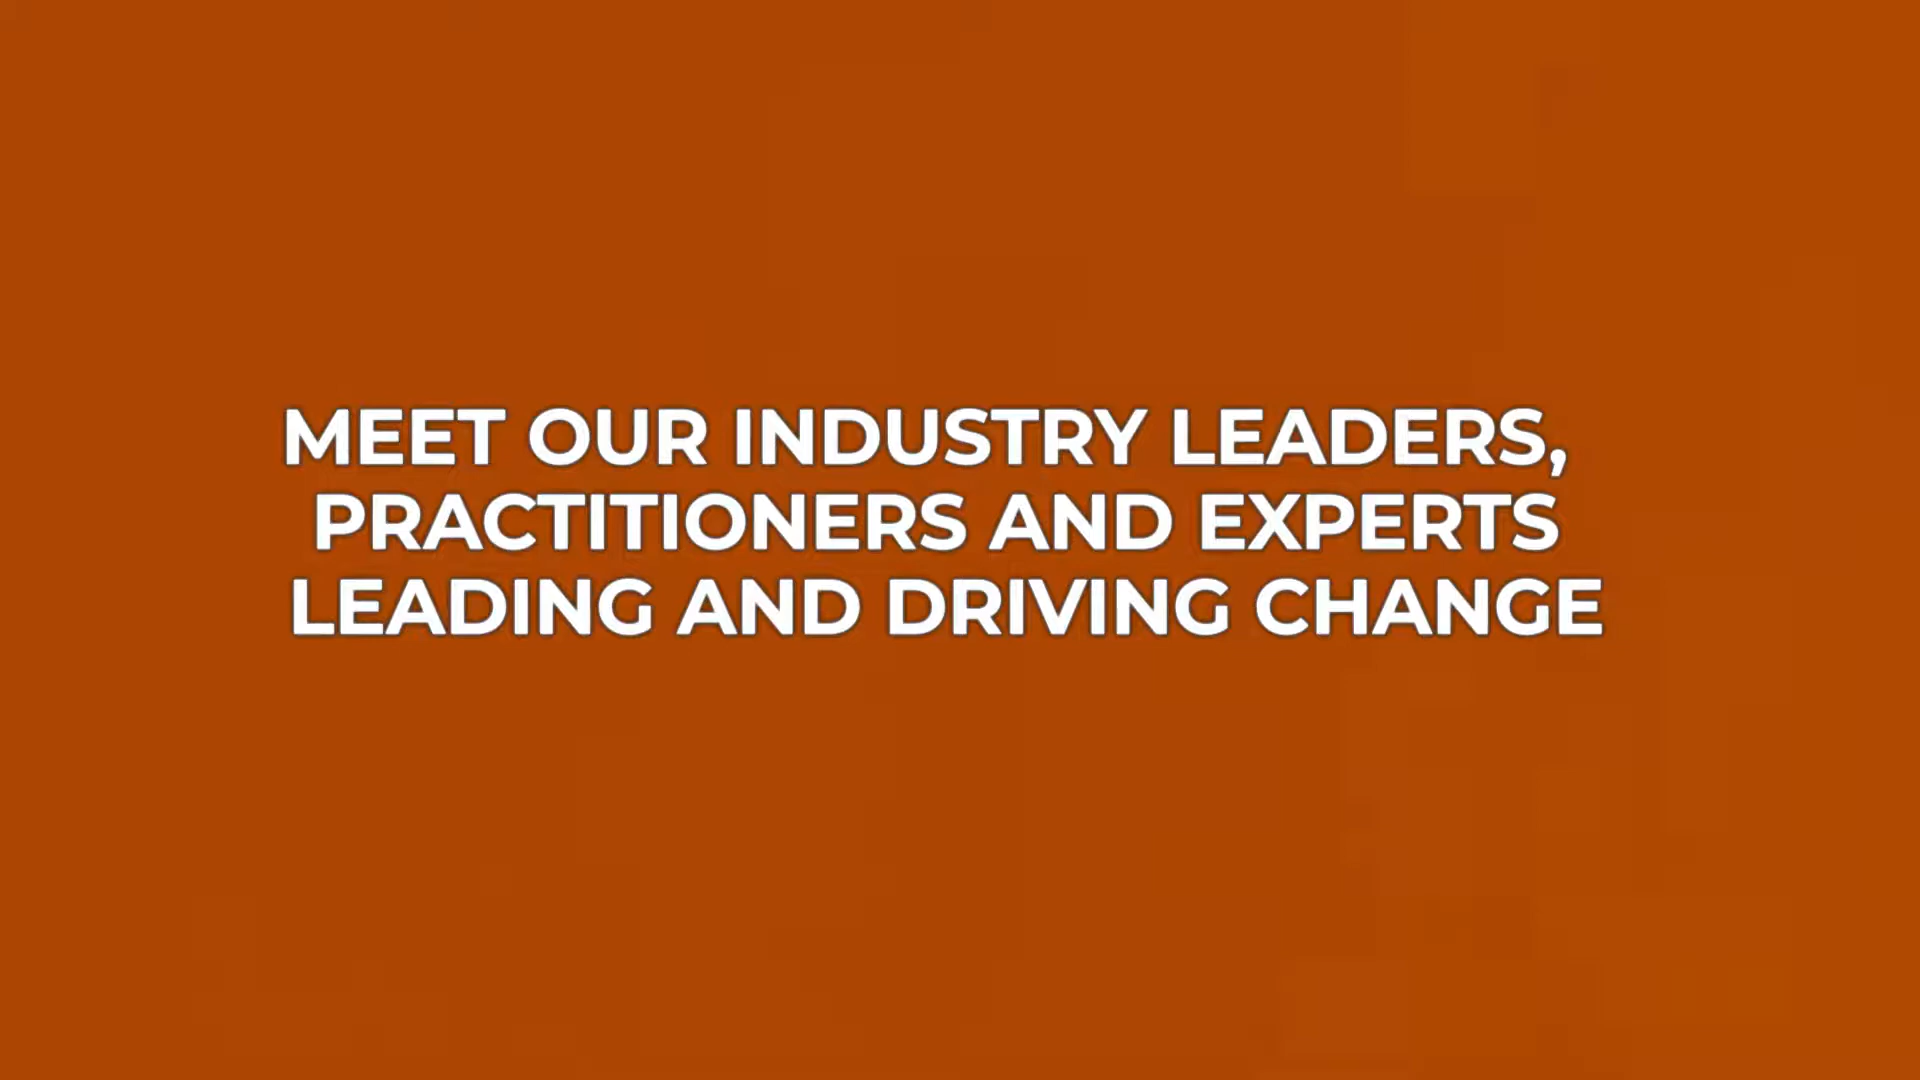 MEET OUR INDUSTRY LEADERS,
PRACTITIONERS AND EXPERTS
LEADING AND DRIVING CHANGE